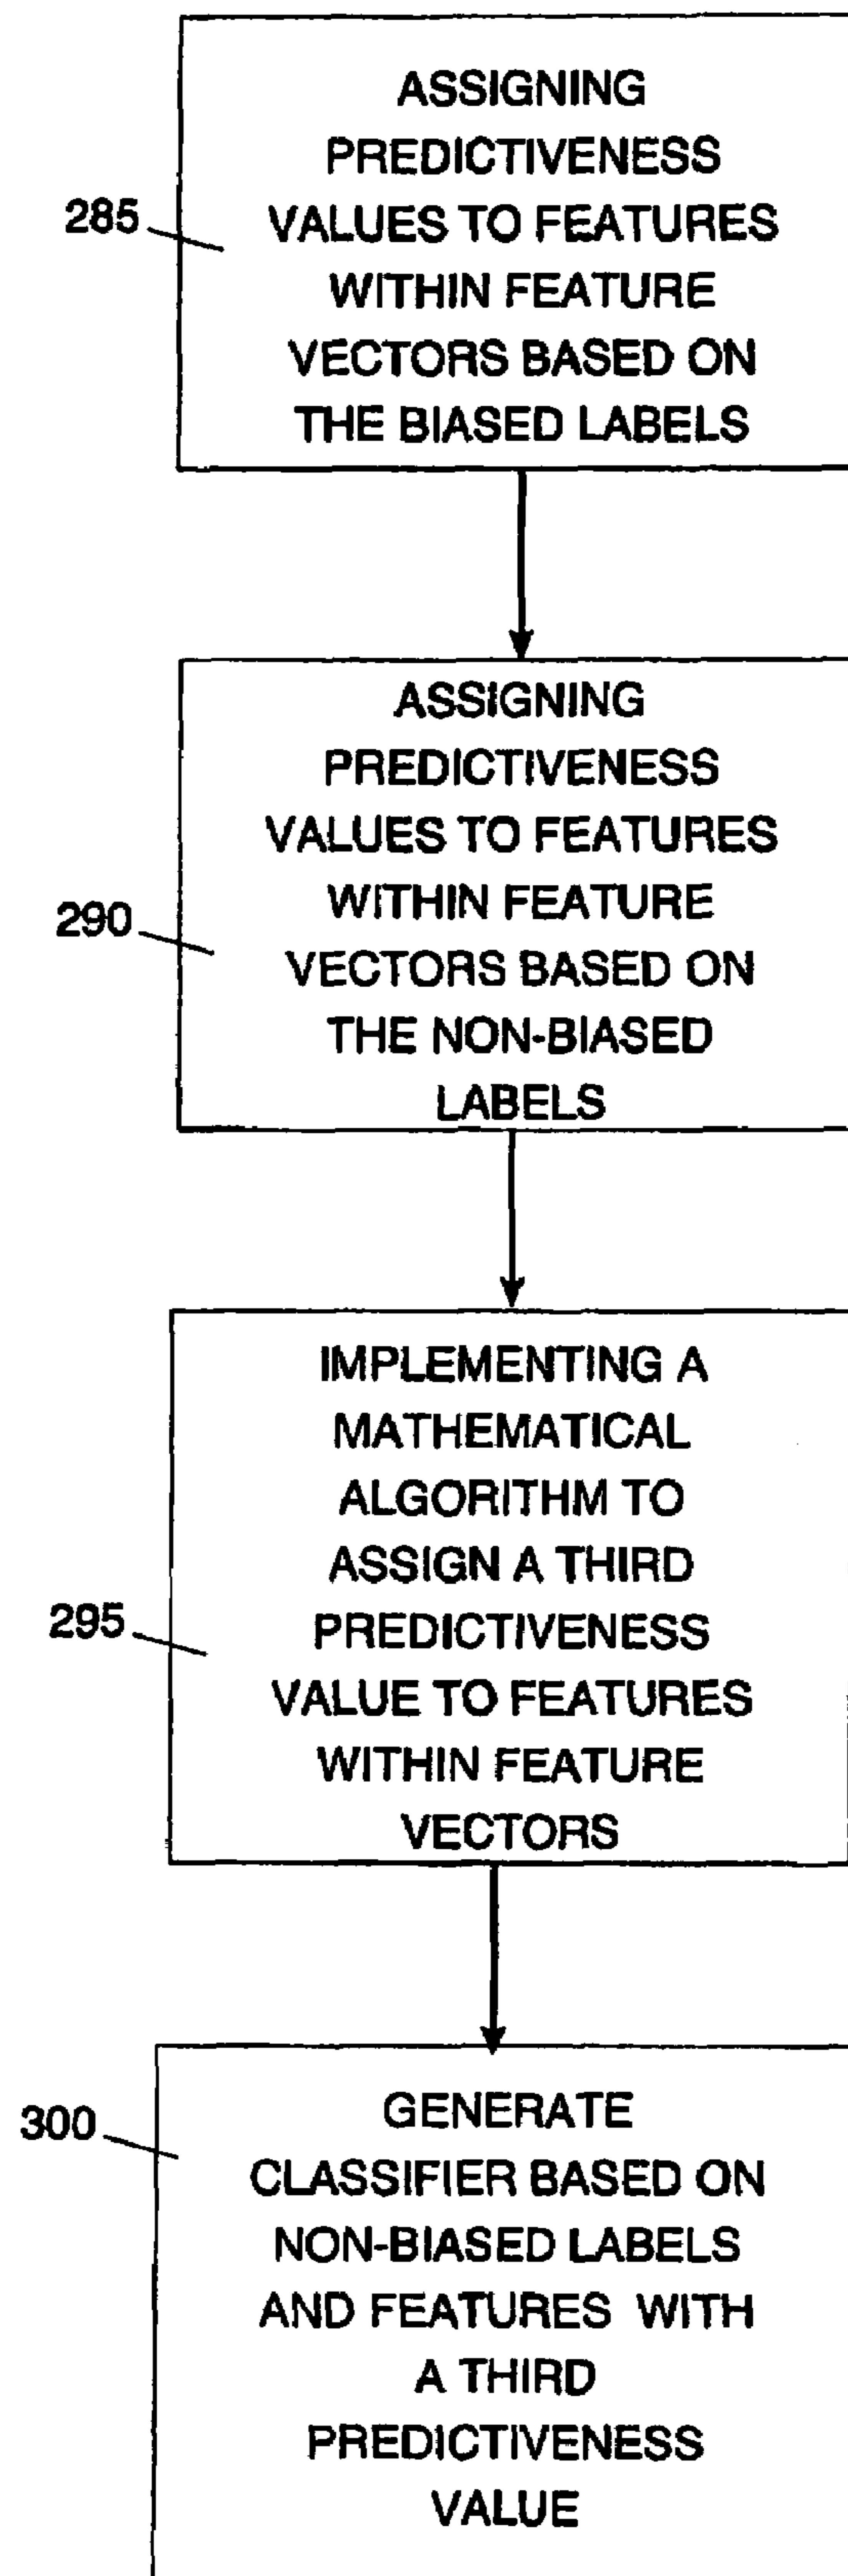 ASSIGNING
PREDICTIVENESS
285
VALUES TO FEATURES
WITHIN FEATURE
VECTORS BASED ON
THE BIASED LABELS
ASSIGNING
PREDICTIVENESS
VALUES TO FEATURES
WITHIN FEATURE
290
VECTORS BASED ON
THE NON-BIASED
LABELS
IMPLEMENTING A
MATHEMATICAL
ALGORITHM TO
ASSIGN A THIRD
295
PREDICTIVENESS
VALUE TO FEATURES
WITHIN FEATURE
VECTORS
300
GENERATE
CLASSIFIER BASED ON
NON-BIASED LABELS
AND FEATURES WITH
A THIRD
PREDICTIVENESS
VALUE